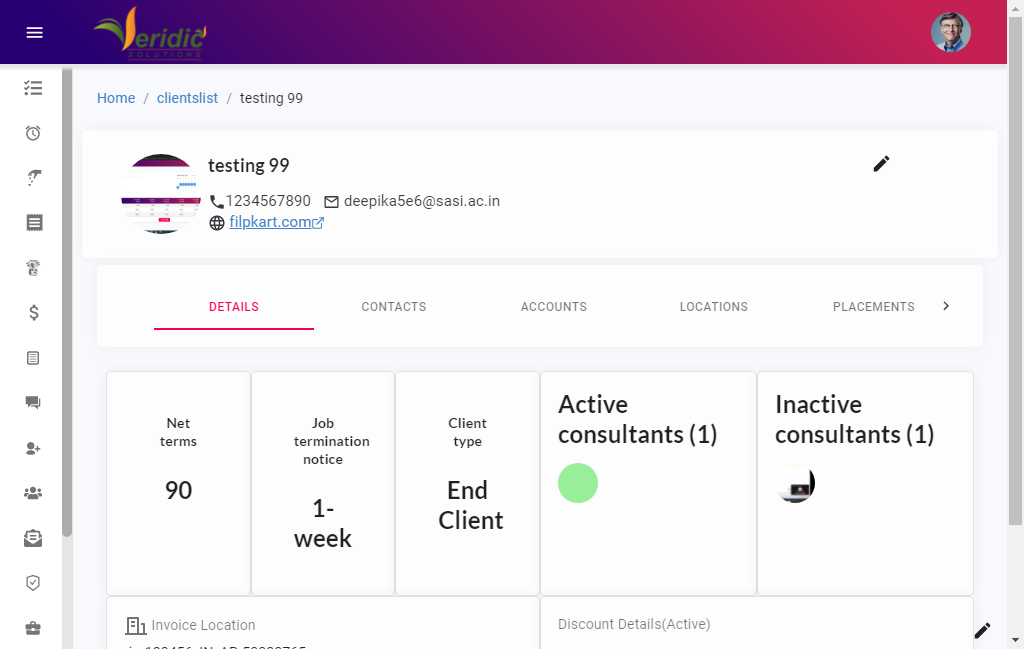 Veridic
SOLUTIONS
Home / clientslist / testing 99
testing 99
1234567890 deepika5e6@sasi.ac.in
filpkart.com
DETAILS CONTACTS ACCOUNTS LOCATIONS PLACEMENTS
Net
terms
90
Job
termination
notice
1-
week
Client
type
End
Client
Active
consultants (1)
Inactive
consultants (1)
Invoice Location
Discount Details(Active)